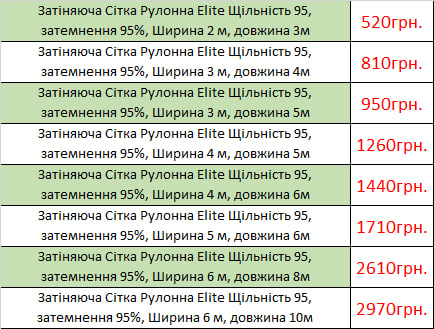 Затіняюча Сітка Рулонна Elite Щільність 95,
затемнення 95%, Ширина 2 м, довжина 3м
520грн.
Затіняюча Сітка Рулонна Elite Щільність 95,
затемнення 95%, Ширина 3 м, довжина 4м
810грн.
Затіняюча Сітка Рулонна Elite Щільність 95,
затемнення 95%, Ширина 3 м, довжина 5м
950грн.
Затіняюча Сітка Рулонна Elite Щільність 95,
затемнення 95%, Ширина 4 м, довжина 5м
1260грн.
Затіняюча Сітка Рулонна Elite Щільність 95,
затемнення 95%, Ширина 4 м, довжина 6м
1440грн.
Затіняюча Сітка Рулонна Elite Щільність 95,
затемнення 95%, Ширина 5 м, довжина 6м
1710грн.
Затіняюча Сітка Рулонна Elite Щільність 95,
затемнення 95%, Ширина 6 м, довжина 8м
2610грн.
Затіняюча Сітка Рулонна Elite Щільність 95,
затемнення 95%, Ширина 6 м, довжина 10м
2970грн.